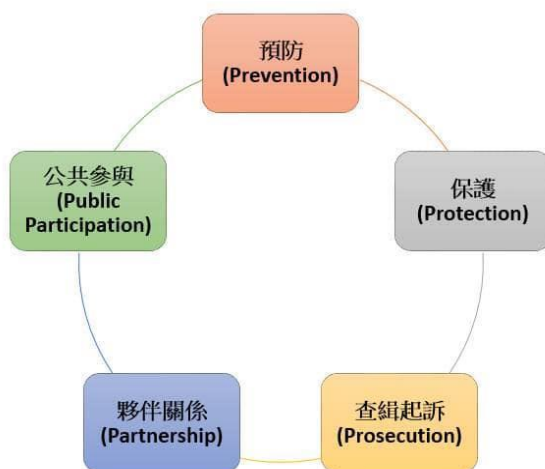 預防
(Prevention)
保護
(Protection)
查緝起訴
(Prosecution)
夥伴關係
(Partnership)
公共參與
(Public
Participation)